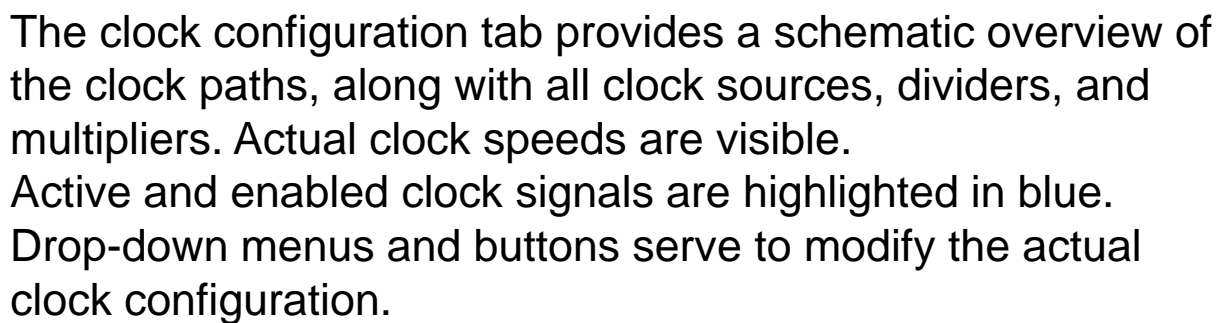 The clock configuration tab provides a schematic overview of
the clock paths, along with all clock sources, dividers, and
multipliers. Actual clock speeds are visible.
Active and enabled clock signals are highlighted in blue.
Drop-down menus and buttons serve to modify the actual
clock configuration.